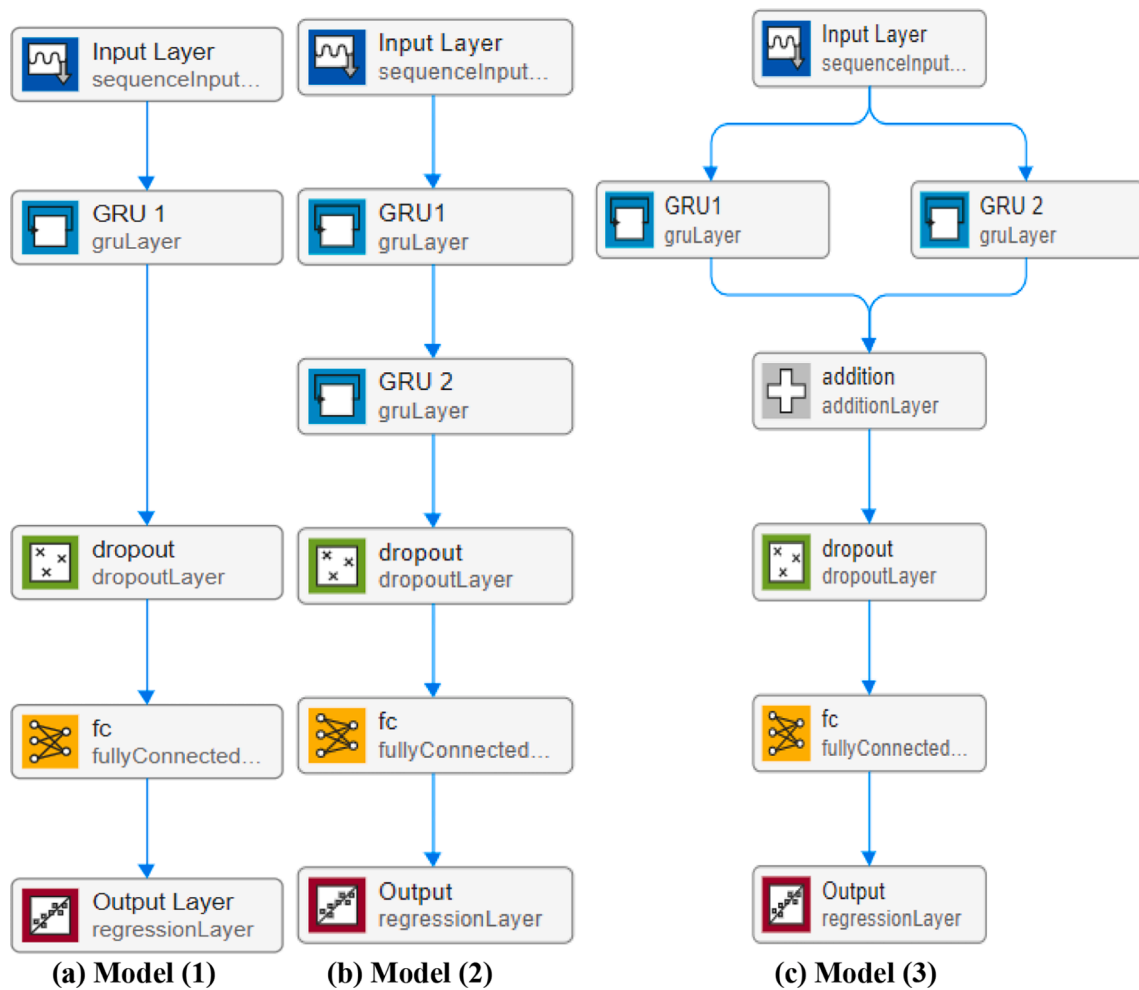 Input Layer
sequenceInput...
GRU 1
gruLayer
dropout
dropoutLayer
fc
fullyConnected...
Output Layer
regressionLayer
(a) Model (1)
Input Layer
sequenceInput...
GRU1
gruLayer
GRU 2
gruLayer
dropout
dropoutLayer
fc
fullyConnected...
Output
regressionLayer
(b) Model (2)
Input Layer
sequenceInput...
GRU1
gruLayer
GRU 2
gruLayer
addition
additionLayer
dropout
dropoutLayer
fc
fullyConnected...
Output
regressionLayer
(c) Model (3)